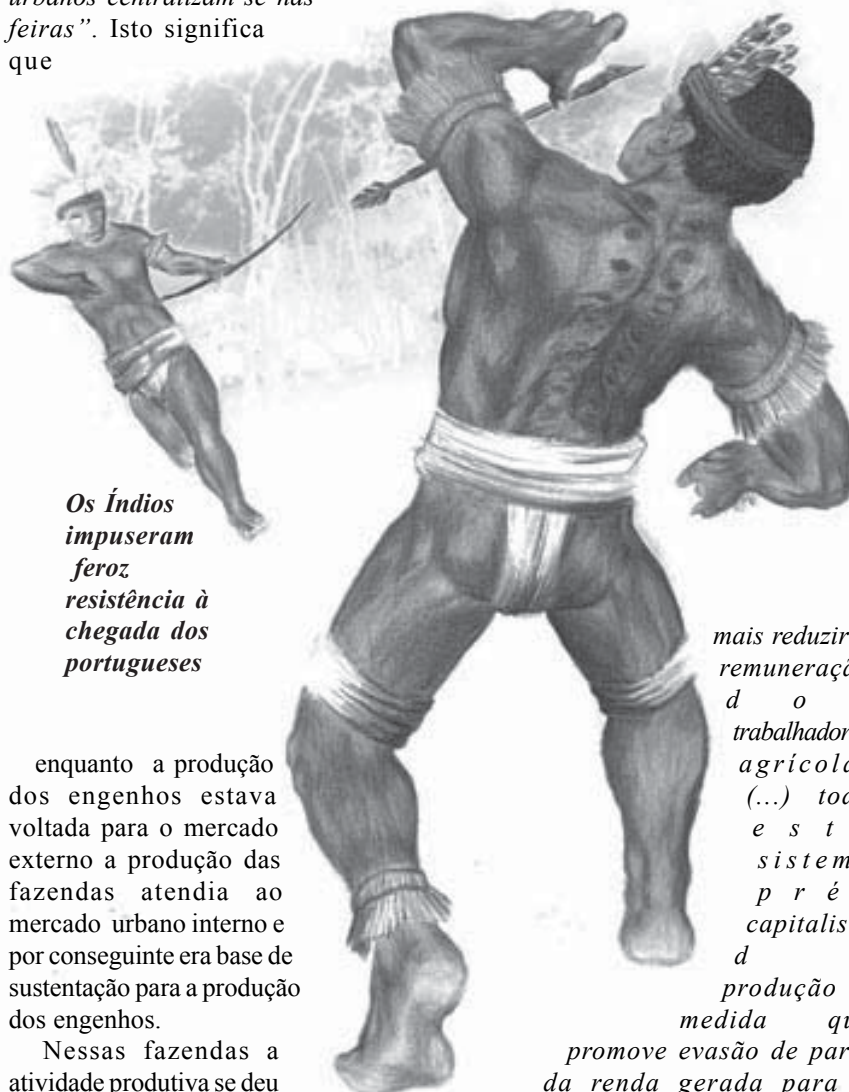 urbanos centralizam-se nas
feiras”. Isto significa
que
Os Índios
impuseram
feroz
resistência à
chegada dos
portugueses
enquanto a produção
dos engenhos estava
voltada para o mercado
externo a produção das
fazendas atendia ao
mercado urbano interno e
por conseguinte era base de
sustentação para a produção
dos engenhos.
Nessas fazendas a
atividade produtiva se deu
mais reduzir
d o
trabalhador
agrícola
(...)
sistem
p r é
capitalis
d
produção
medida
promove evasão de par
da renda gerada para